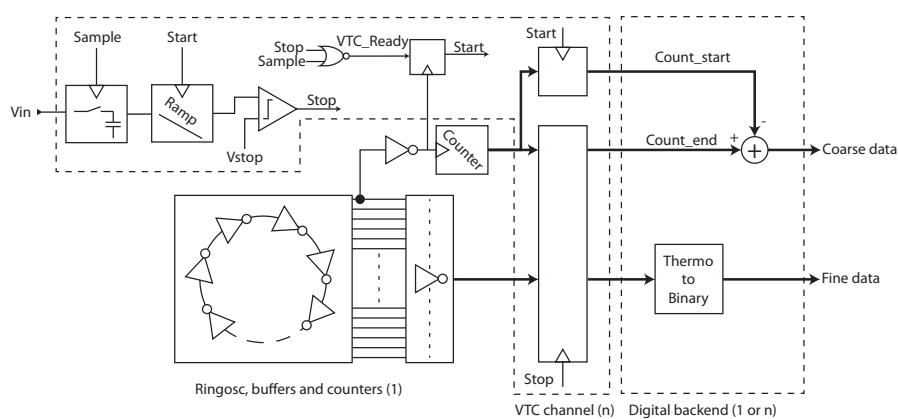 Sample
Start
Stop
Sample
VTC_Ready
Start
Start
Count_start
Vin
Ramp
Stop
-
Vstop
Counter
Count_end
+
+
Coarse data
Thermo
to
Binary
Fine data
Stop
Ringosc, buffers and counters (1)
VTC channel (n)
Digital backend (1 or n)